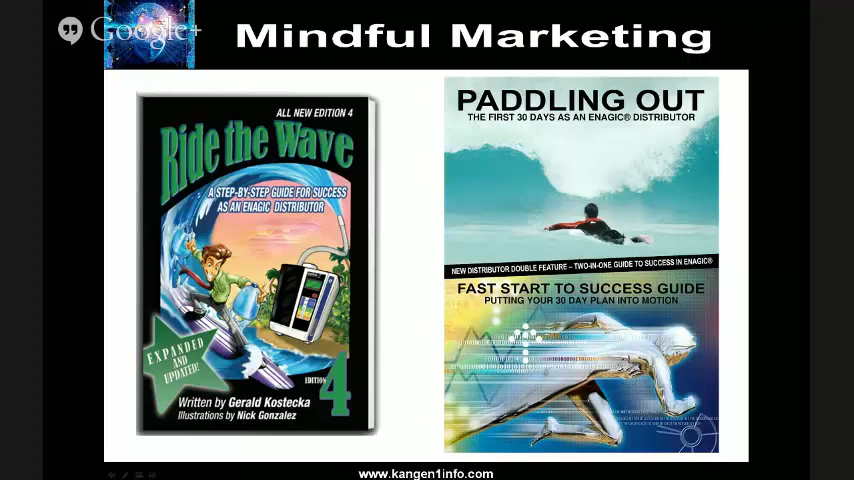 Google+
Mindful Marketing
ALL NEW EDITION 4
Ride the Wave
A STEP-BY-STEP GUIDE FOR SUCCESS
AS AN ENAGIC DISTRIBUTOR
EXPANDED
AND
UPDATED!
EDITION 4
Written by Gerald Kostecka
Illustrations by Nick Gonzalez
PADDLING OUT
THE FIRST 30 DAYS AS AN ENAGIC® DISTRIBUTOR
NEW DISTRIBUTOR DOUBLE FEATURE – TWO-IN-ONE GUIDE TO SUCCESS IN ENAGIC®
FAST START TO SUCCESS GUIDE
PUTTING YOUR 30 DAY PLAN INTO MOTION
www.kangen1info.com